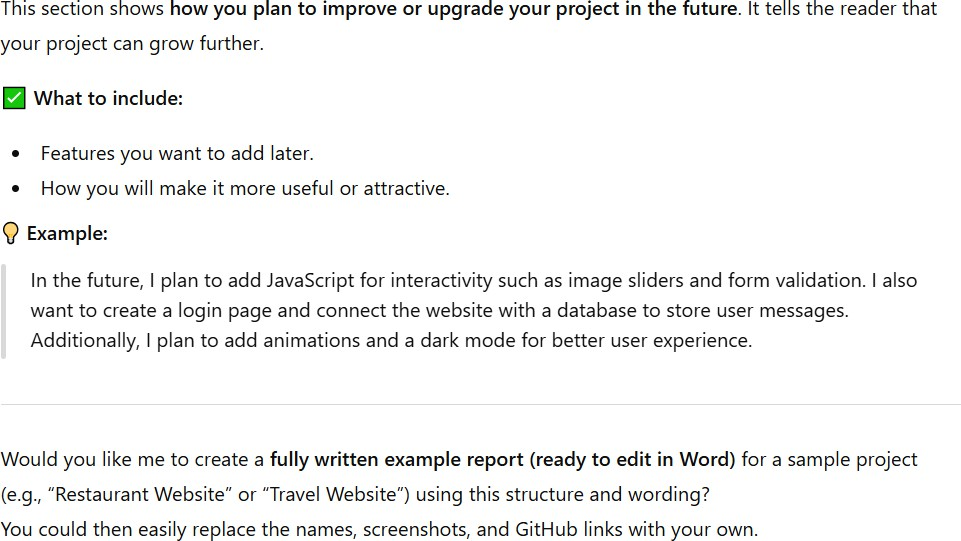 This section shows how you plan to improve or upgrade your project in the future. It tells the reader that
your project can grow further.
✅ What to include:
• Features you want to add later.
• How you will make it more useful or attractive.
💡 Example:
In the future, I plan to add JavaScript for interactivity such as image sliders and form validation. I also
want to create a login page and connect the website with a database to store user messages.
Additionally, I plan to add animations and a dark mode for better user experience.
Would you like me to create a fully written example report (ready to edit in Word) for a sample project
(e.g., “Restaurant Website” or “Travel Website”) using this structure and wording?
You could then easily replace the names, screenshots, and GitHub links with your own.